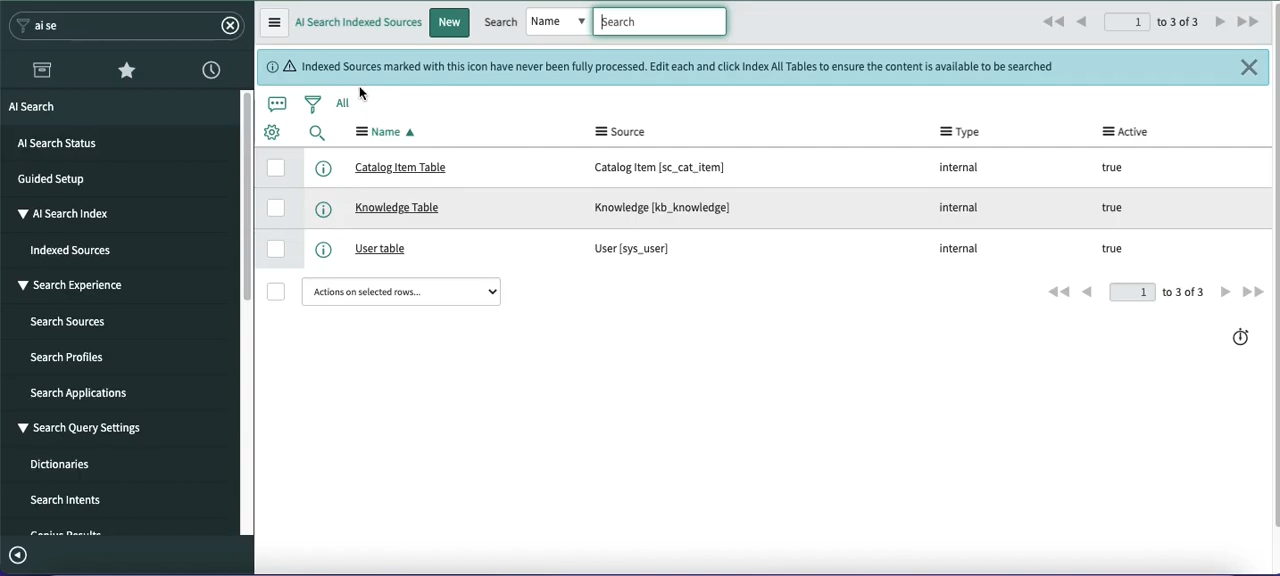 ai se
AI Search
AI Search Status
Guided Setup
AI Search Index
Indexed Sources
Search Experience
Search Sources
Search Profiles
Search Applications
Search Query Settings
Dictionaries
Search Intents
Genius Results
AI Search Indexed Sources New Search Name Search 1 to 3 of 3
Indexed Sources marked with this icon have never been fully processed. Edit each and click Index All Tables to ensure the content is available to be searched
All
Name Source Type Active
Catalog Item Table Catalog Item [sc_cat_item] internal true
Knowledge Table Knowledge [kb_knowledge] internal true
User table User [sys_user] internal true
Actions on selected rows... 1 to 3 of 3